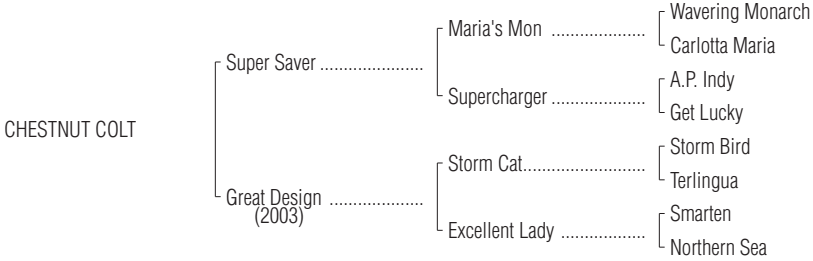 Wavering Monarch
Maria's Mon ....................
Carlotta Maria
Super Saver ......................
A.P. Indy
Supercharger ....................
Get Lucky
CHESTNUT COLT
Storm Bird
Storm Cat..........................
Terlingua
Great Design ....................
(2003)
Smarten
Excellent Lady ..................
Northern Sea